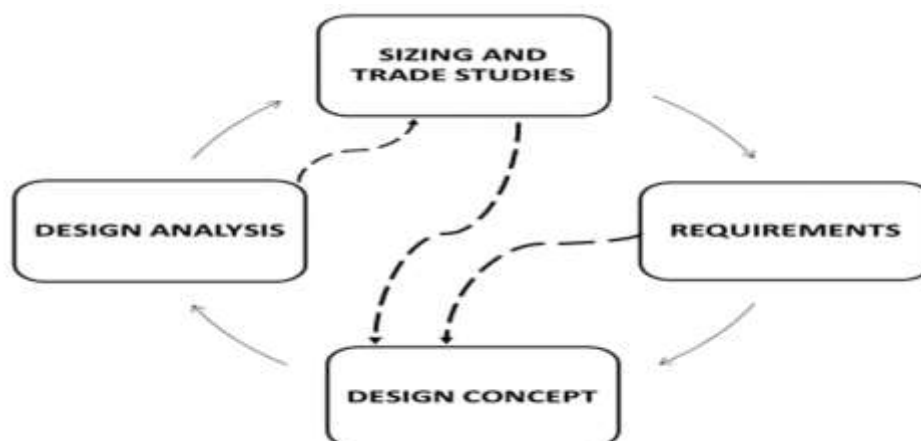 SIZING AND
TRADE STUDIES
DESIGN ANALYSIS
REQUIREMENTS
DESIGN CONCEPT